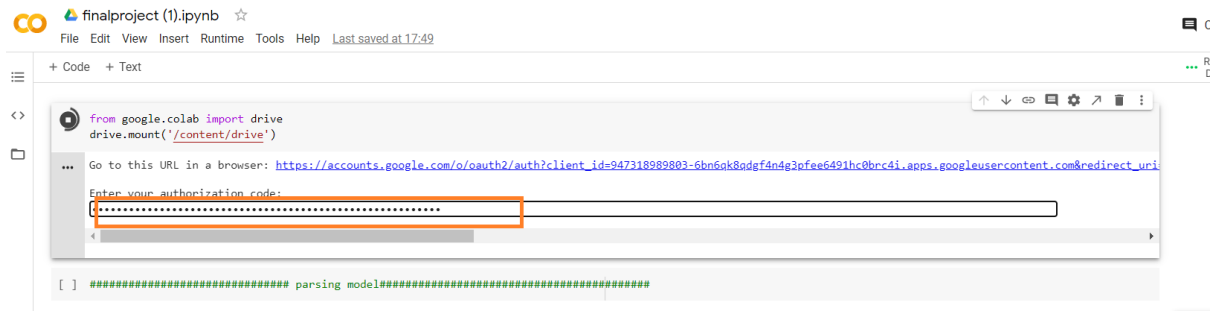 finalproject (1).ipynb
File Edit View Insert Runtime Tools Help Last saved at 17:49
+ Code + Text
from google.colab import drive
drive.mount('/content/drive')
Go to this URL in a browser: https://accounts.google.com/o/oauth2/auth?client_id=947318989803-6bn6qk8qdgf4n4g3pfee6491hc0brc4i.apps.googleusercontent.com&redirect_uri=
Enter your authorization code:
[ ] ############################### parsing model##########################################